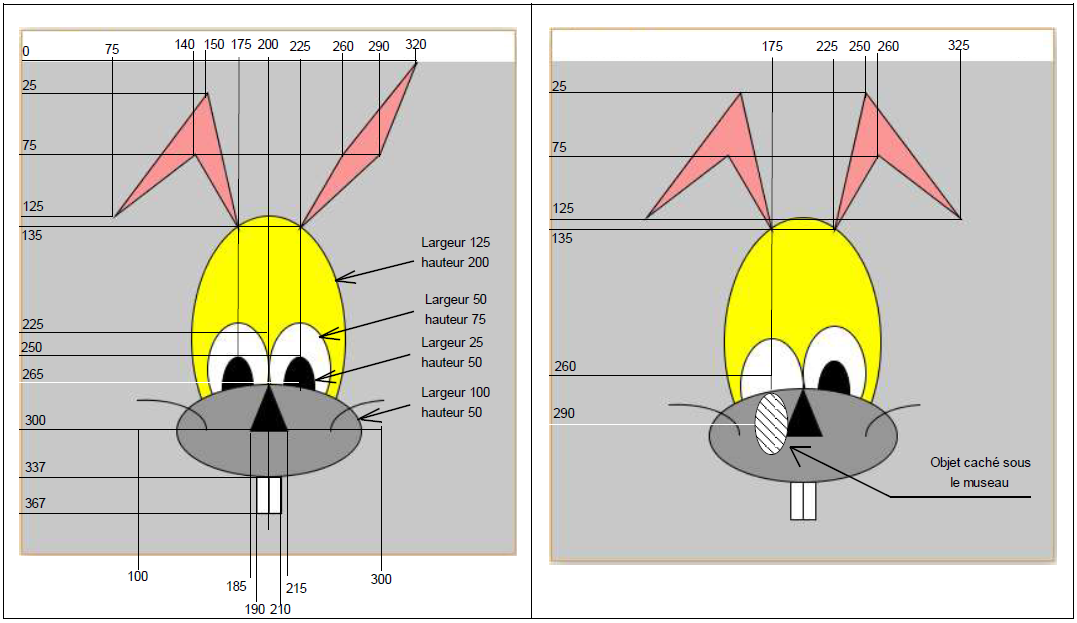 0 75 140 150 175 200 225 260 290 320
25
75
125
135
Largeur 125
hauteur 200
Largeur 50
hauteur 75
225
Largeur 25
hauteur 50
250
265
Largeur 100
hauteur 50
300
337
367
100 185 215 300
190 210
175 225 250 260 325
25
75
125
135
260
290
Objet caché sous
le museau